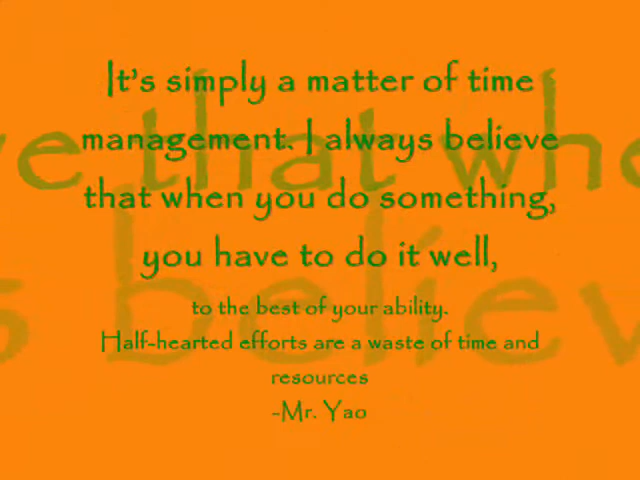 It's simply a matter of time
management. I always believe
that when you do something,
you have to do it well,
to the best of your ability.
Half-hearted efforts are a waste of time and
resources
-Mr. Yao